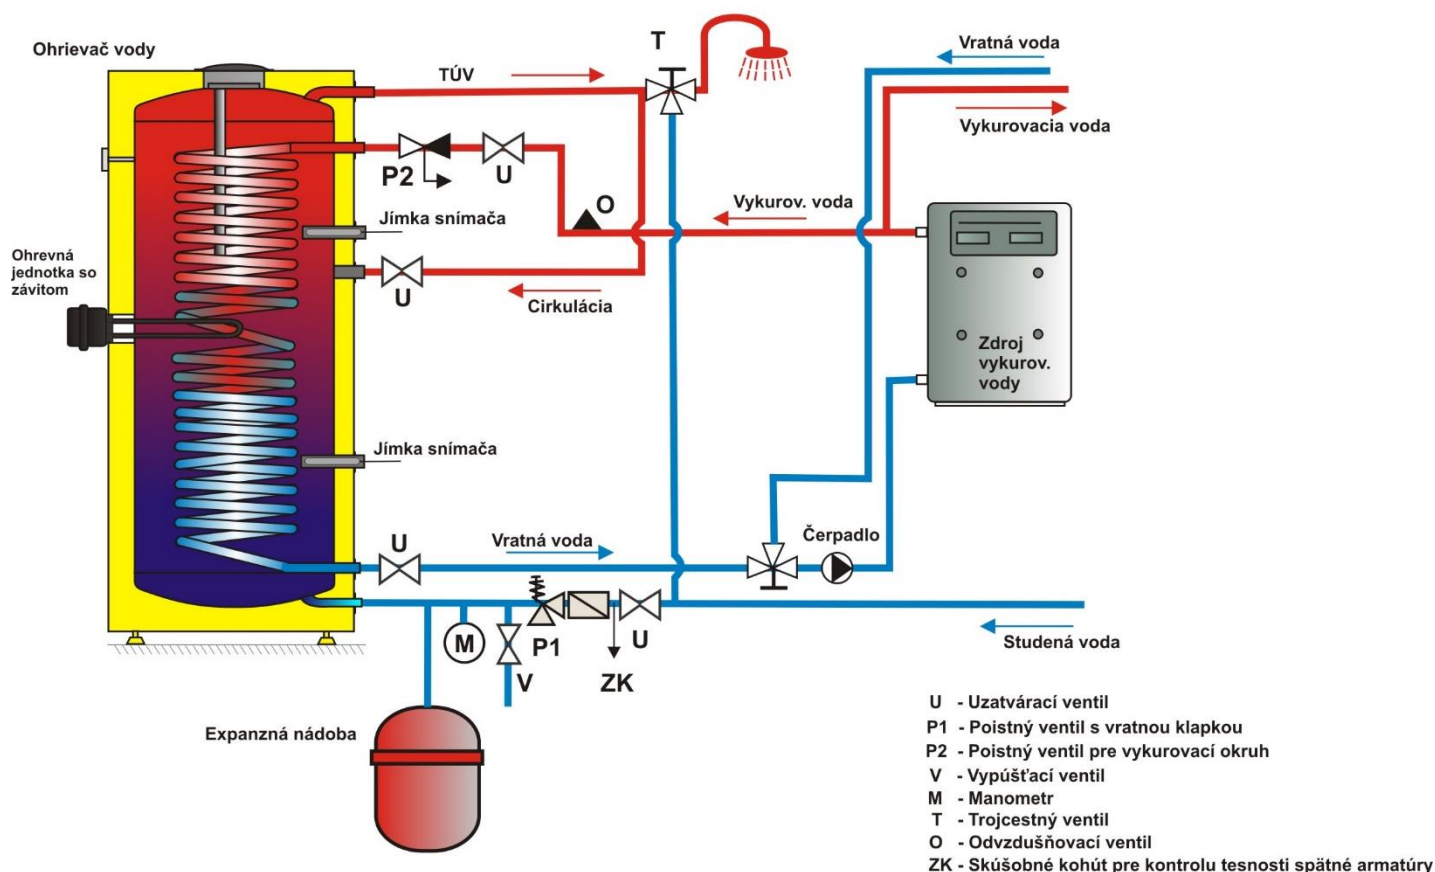 Ohrievač vody
TÚV
T
Vratná voda
Vykurovacia voda
P2
U
O
Vykurov. voda
Jímka snímača
Ohrevná
jednotka so
závitom
U
Cirkulácia
Zdroj
vykurov.
vody
Jímka snímača
U
Vratná voda
Čerpadlo
M
P1
U
Studená voda
V
ZK
Expanzná nádoba
U - Uzatvárací ventil
P1 - Poistný ventil s vratnou klapkou
P2 - Poistný ventil pre vykurovací okruh
V - Vypúšťací ventil
M - Manometr
T - Trojcestný ventil
O - Odvzdušňovací ventil
ZK - Skúšobné kohút pre kontrolu tesnosti spätné armatúry